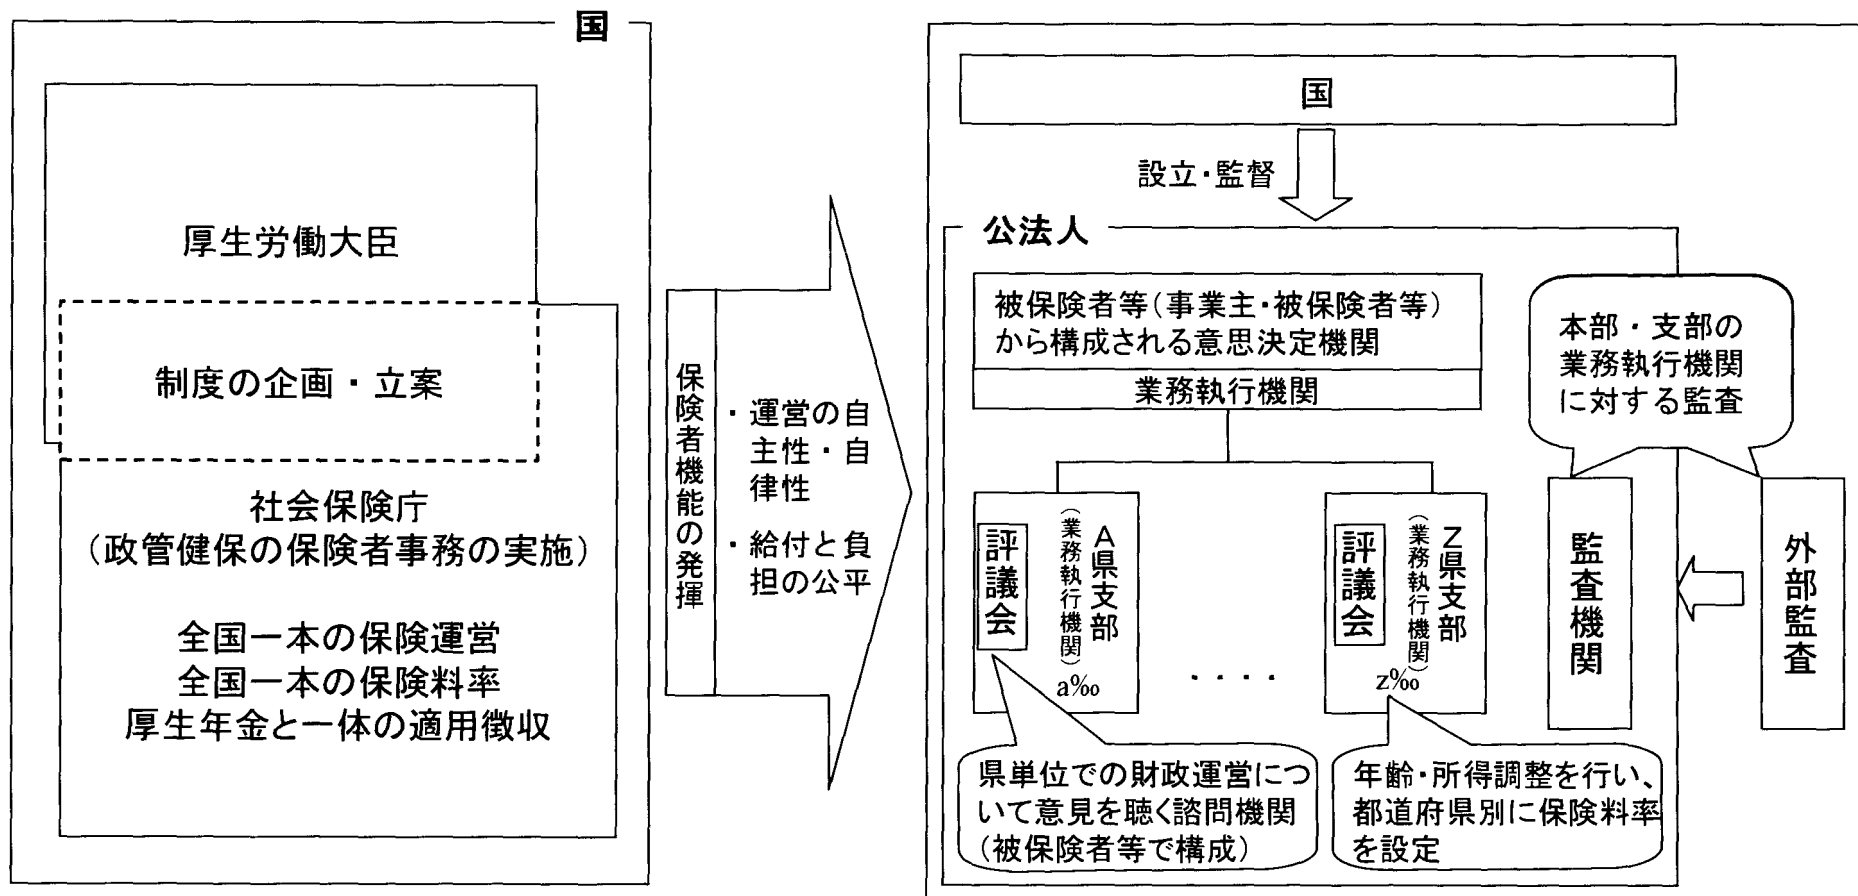 国
厚生労働大臣
制度の企画・立案
社会保険庁
（政管健保の保険者事務の実施）
全国一本の保険運営
全国一本の保険料率
厚生年金と一体の適用徴収
保険者機能の発揮
・運営の自
主性・自
律性
・給付と負
担の公平
国
設立・監督
公法人
被保険者等（事業主・被保険者等）
から構成される意思決定機関
業務執行機関
評議会
A県支部
（業務執行機関）
a‰
・・・・
評議会
Z県支部
（業務執行機関）
z‰
本部・支部の
業務執行機関
に対する監査
監査機関
外部監査
県単位での財政運営につ
いて意見を聴く諮問機関
（被保険者等で構成）
年齢・所得調整を行い、
都道府県別に保険料率
を設定